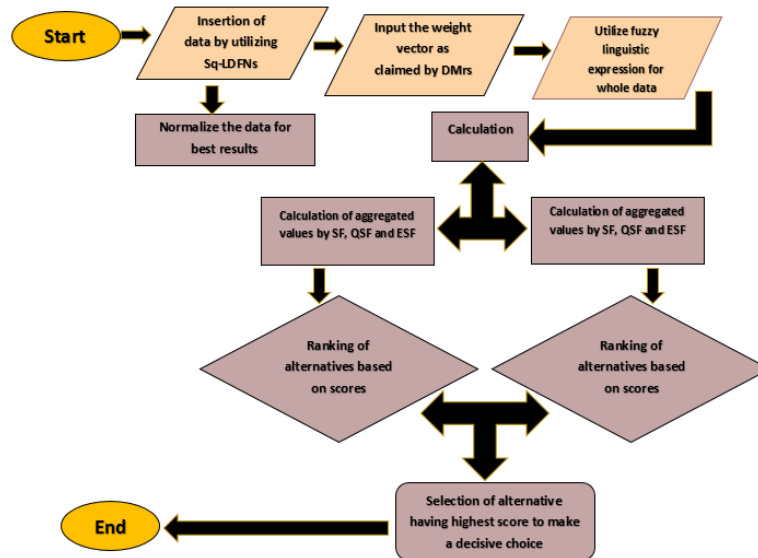 Start
Insertion of
data by utilizing
Sq-LDFNs
Input the weight
vector as
claimed by DMrs
Utilize fuzzy
linguistic
expression for
whole data
Normalize the data for
best results
Calculation
Calculation of aggregated
values by SF, QSF and ESF
Calculation of aggregated
values by SF, QSF and ESF
Ranking of
alternatives based
on scores
Ranking of
alternatives based
on scores
Selection of alternative
having highest score to make
a decisive choice
End